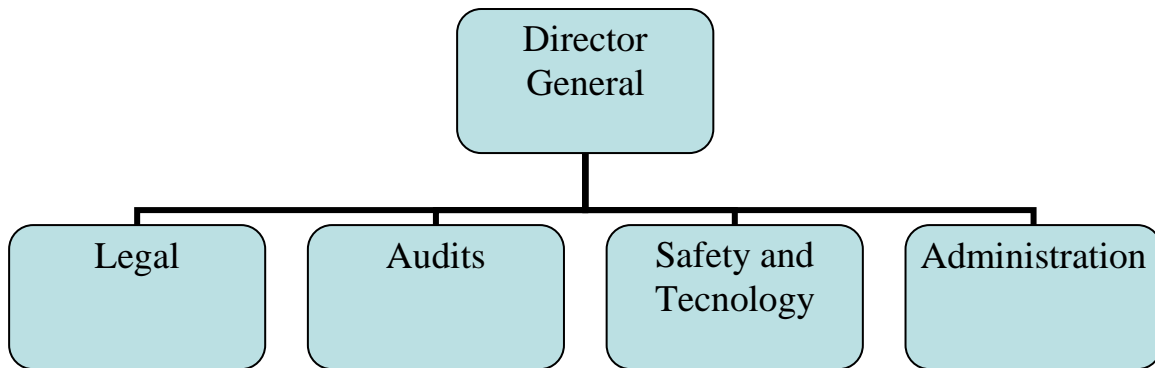 Director
General
Legal
Audits
Safety and
Tecnology
Administration